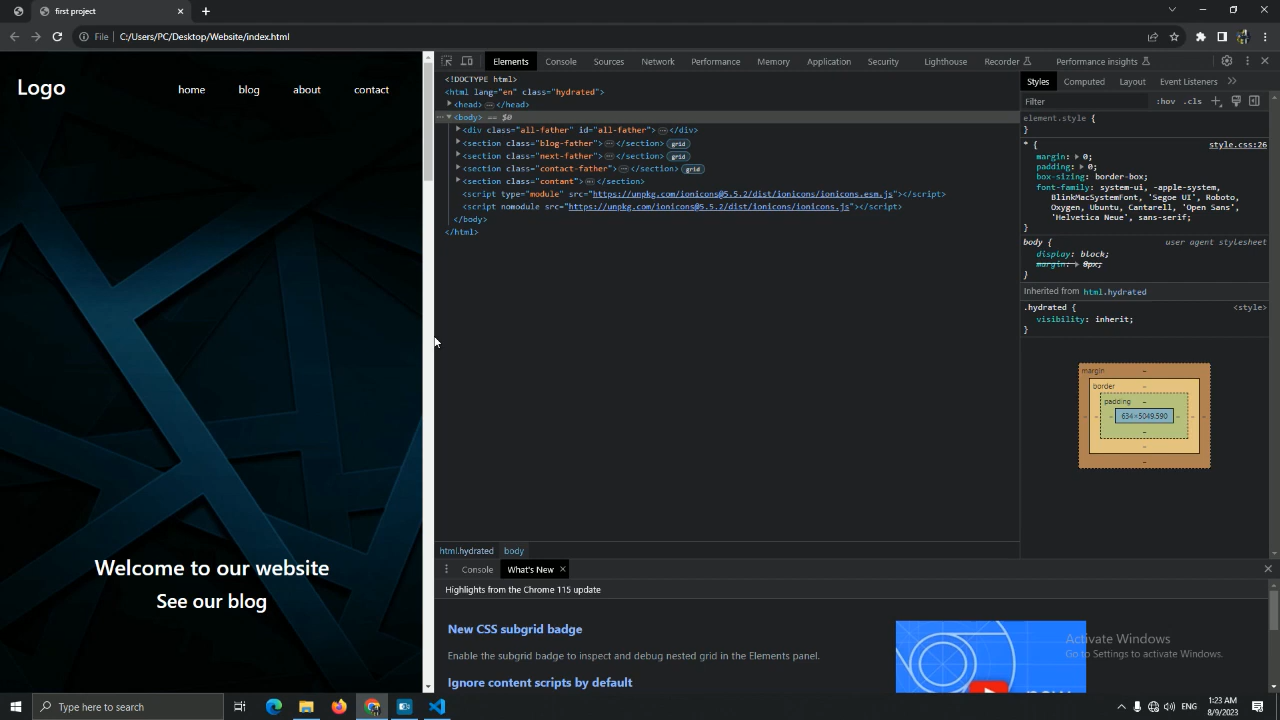 first project
File C:/Users/PC/Desktop/Website/index.html
Logo home blog about contact
Welcome to our website
See our blog
Elements Console Sources Network Performance Memory Application Security Lighthouse Recorder Performance insights
<!DOCTYPE html>
<html lang="en" class="hydrated">
<head> </head>
<body> == $0
<div class="all-father" id="all-father"> </div>
<section class="blog-father"> </section> grid
<section class="next-father"> </section> grid
<section class="contact-father"> </section> grid
<section class="contant"> </section>
<script type="module" src="https://unpkg.com/ionicons@5.5.2/dist/ionicons/ionicons.esm.js"></script>
<script nomodule src="https://unpkg.com/ionicons@5.5.2/dist/ionicons/ionicons.js"></script>
</body>
</html>
html.hydrated body
Styles Computed Layout Event Listeners
Filter :hov .cls
element.style {
}
* { style.css:26
margin: 0;
padding: 0;
box-sizing: border-box;
font-family: system-ui, -apple-system,
BlinkMacSystemFont, 'Segoe UI', Roboto,
Oxygen, Ubuntu, Cantarell, 'Open Sans',
'Helvetica Neue', sans-serif;
}
body { user agent stylesheet
display: block;
margin: 8px;
}
Inherited from html.hydrated
.hydrated { <style>
visibility: inherit;
}
margin -
border -
padding -
634×5049.590
Console What's New
Highlights from the Chrome 115 update
New CSS subgrid badge
Enable the subgrid badge to inspect and debug nested grid in the Elements panel.
Ignore content scripts by default
Activate Windows
Go to Settings to activate Windows.
Type here to search
ENG
1:23 AM
8/9/2023